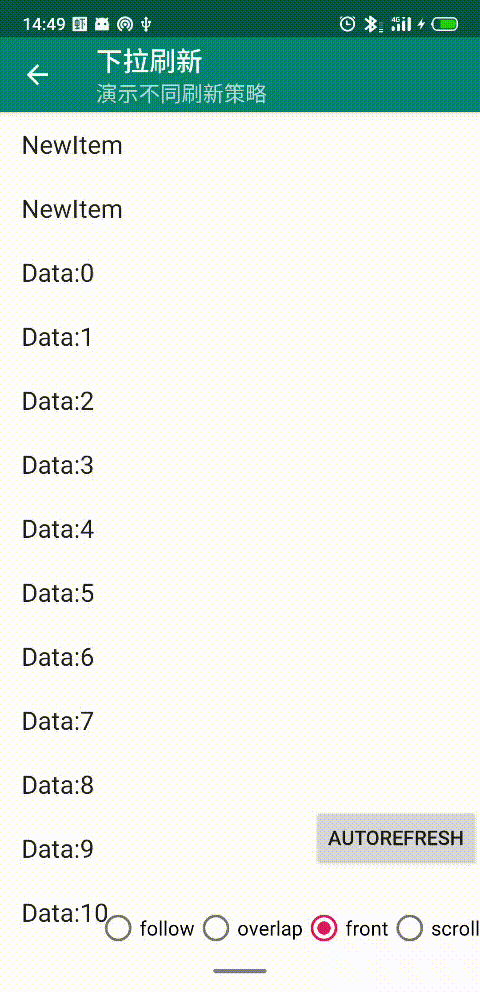 14:49
下拉刷新
演示不同刷新策略
NewItem
NewItem
Data:0
Data:1
Data:2
Data:3
Data:4
Data:5
Data:6
Data:7
Data:8
AUTOREFRESH
Data:9
Data:10
follow overlap front scroll